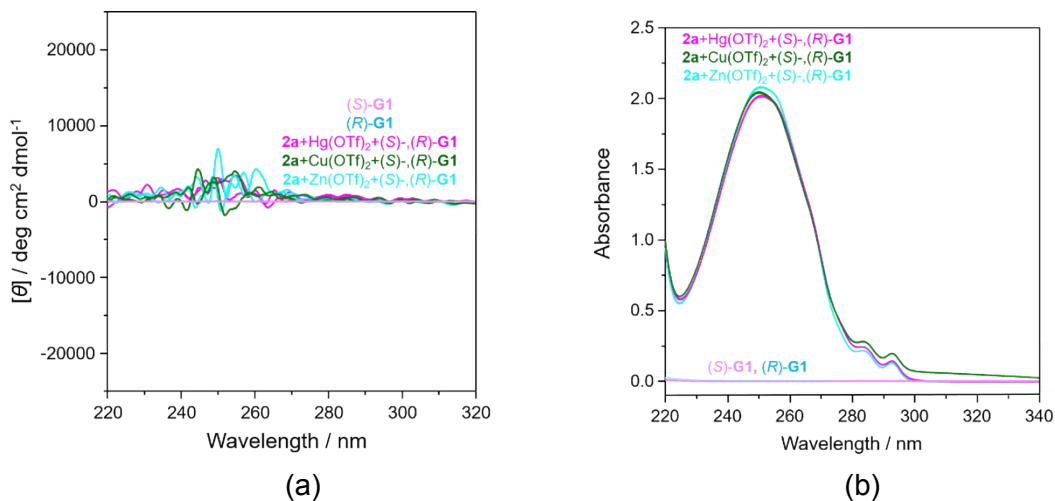 20000
10000
0
-10000
-20000
[θ] / deg cm² dmol⁻¹
(S)-G1
(R)-G1
2a+Hg(OTf)₂+(S)-,(R)-G1
2a+Cu(OTf)₂+(S)-,(R)-G1
2a+Zn(OTf)₂+(S)-,(R)-G1
220 240 260 280 300 320
Wavelength / nm
(a)
2.5
2.0
1.5
1.0
0.5
0.0
Absorbance
2a+Hg(OTf)₂+(S)-,(R)-G1
2a+Cu(OTf)₂+(S)-,(R)-G1
2a+Zn(OTf)₂+(S)-,(R)-G1
(S)-G1, (R)-G1
220 240 260 280 300 320 340
Wavelength / nm
(b)